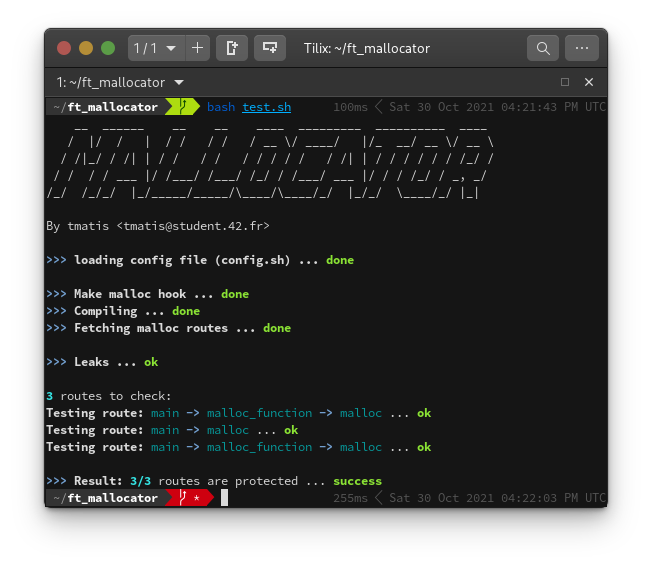 1 / 1
Tilix: ~/ft_mallocator
1: ~/ft_mallocator
~/ft_mallocator bash test.sh 100ms Sat 30 Oct 2021 04:21:43 PM UTC
MALLOCATOR
By tmatis <tmatis@student.42.fr>
>>> loading config file (config.sh) ... done
>>> Make malloc hook ... done
>>> Compiling ... done
>>> Fetching malloc routes ... done
>>> Leaks ... ok
3 routes to check:
Testing route: main -> malloc_function -> malloc ... ok
Testing route: main -> malloc ... ok
Testing route: main -> malloc_function -> malloc ... ok
>>> Result: 3/3 routes are protected ... success
~/ft_mallocator * 255ms Sat 30 Oct 2021 04:22:03 PM UTC